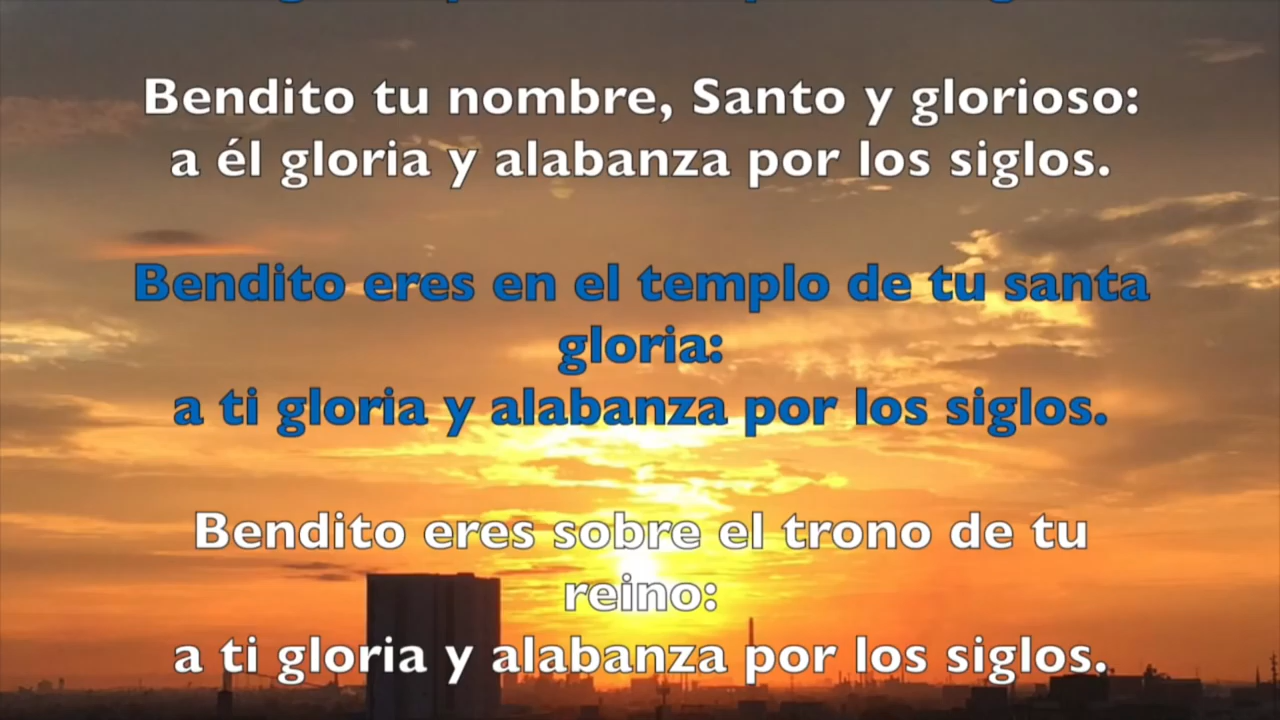 Bendito tu nombre, Santo y glorioso:
a él gloria y alabanza por los siglos.
Bendito eres en el templo de tu santa
gloria:
a ti gloria y alabanza por los siglos.
Bendito eres sobre el trono de tu
reino:
a ti gloria y alabanza por los siglos.